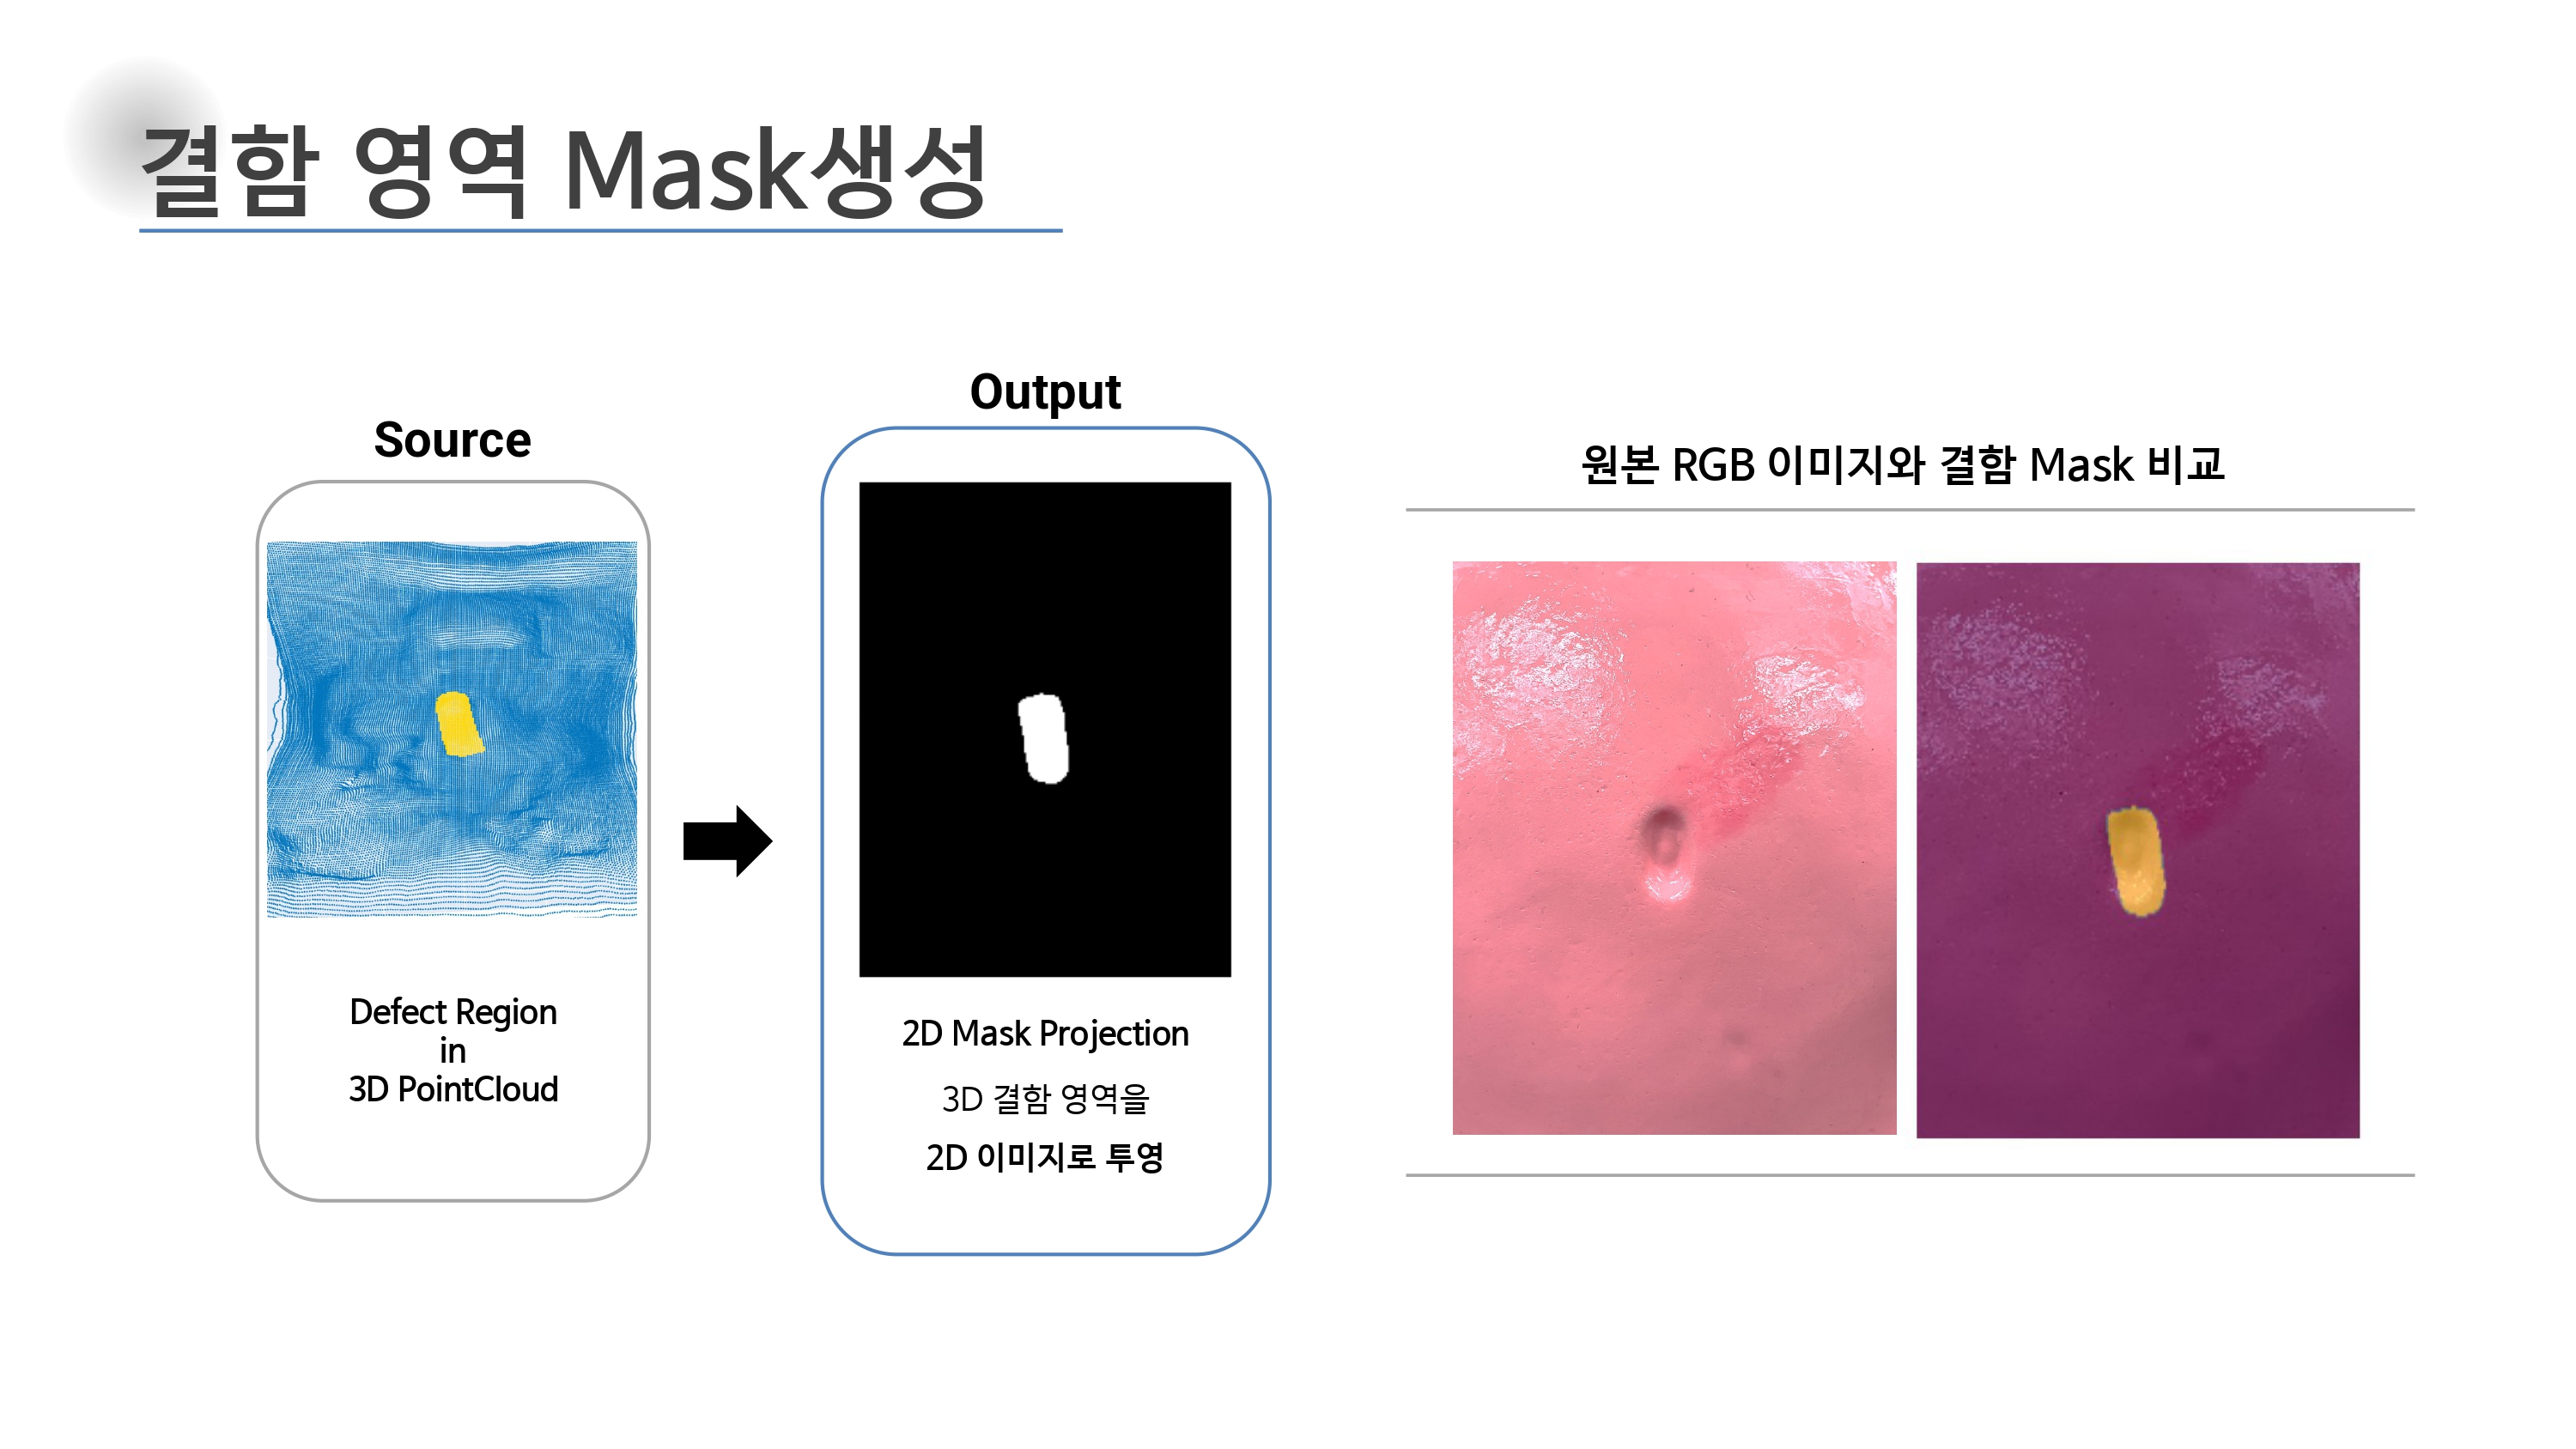 결함 영역 Mask생성
Source
Defect Region
in
3D PointCloud
Output
2D Mask Projection
3D 결함 영역을
2D 이미지로 투영
원본 RGB 이미지와 결함 Mask 비교